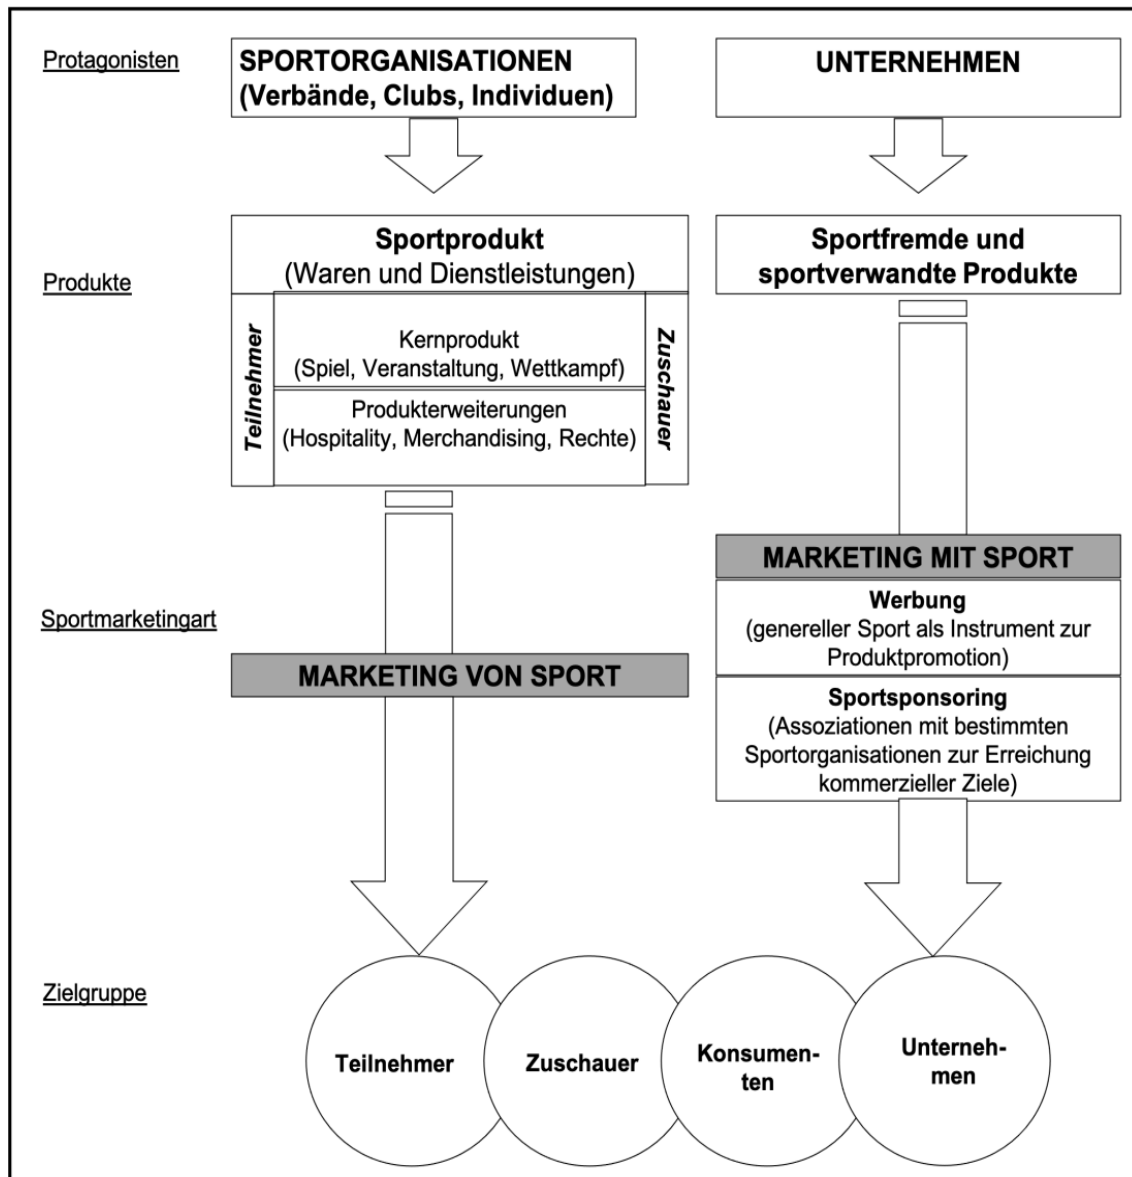 Protagonisten
SPORTORGANISATIONEN
(Verbände, Clubs, Individuen)
UNTERNEHMEN
Produkte
Sportprodukt
(Waren und Dienstleistungen)
Teilnehmer
Kernprodukt
(Spiel, Veranstaltung, Wettkampf)
Produkterweiterungen
(Hospitality, Merchandising, Rechte)
Zuschauer
Sportfremde und
sportverwandte Produkte
Sportmarketingart
MARKETING VON SPORT
MARKETING MIT SPORT
Werbung
(genereller Sport als Instrument zur
Produktpromotion)
Sportsponsoring
(Assoziationen mit bestimmten
Sportorganisationen zur Erreichung
kommerzieller Ziele)
Zielgruppe
Teilnehmer
Zuschauer
Konsumen-
ten
Unterneh-
men